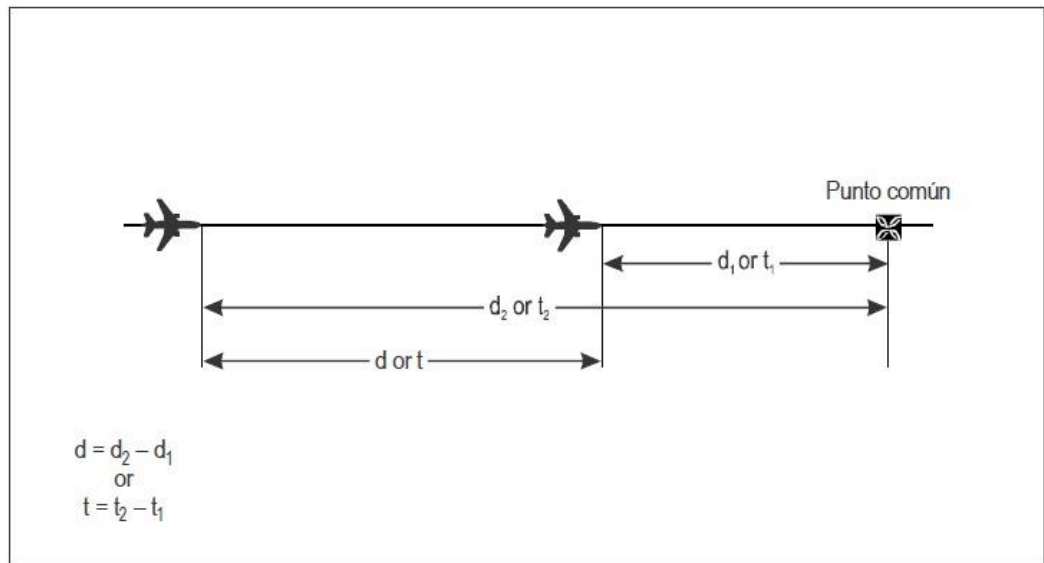 Punto común
d₁ or t₁
d₂ or t₂
d or t
d = d₂ – d₁
or
t = t₂ – t₁